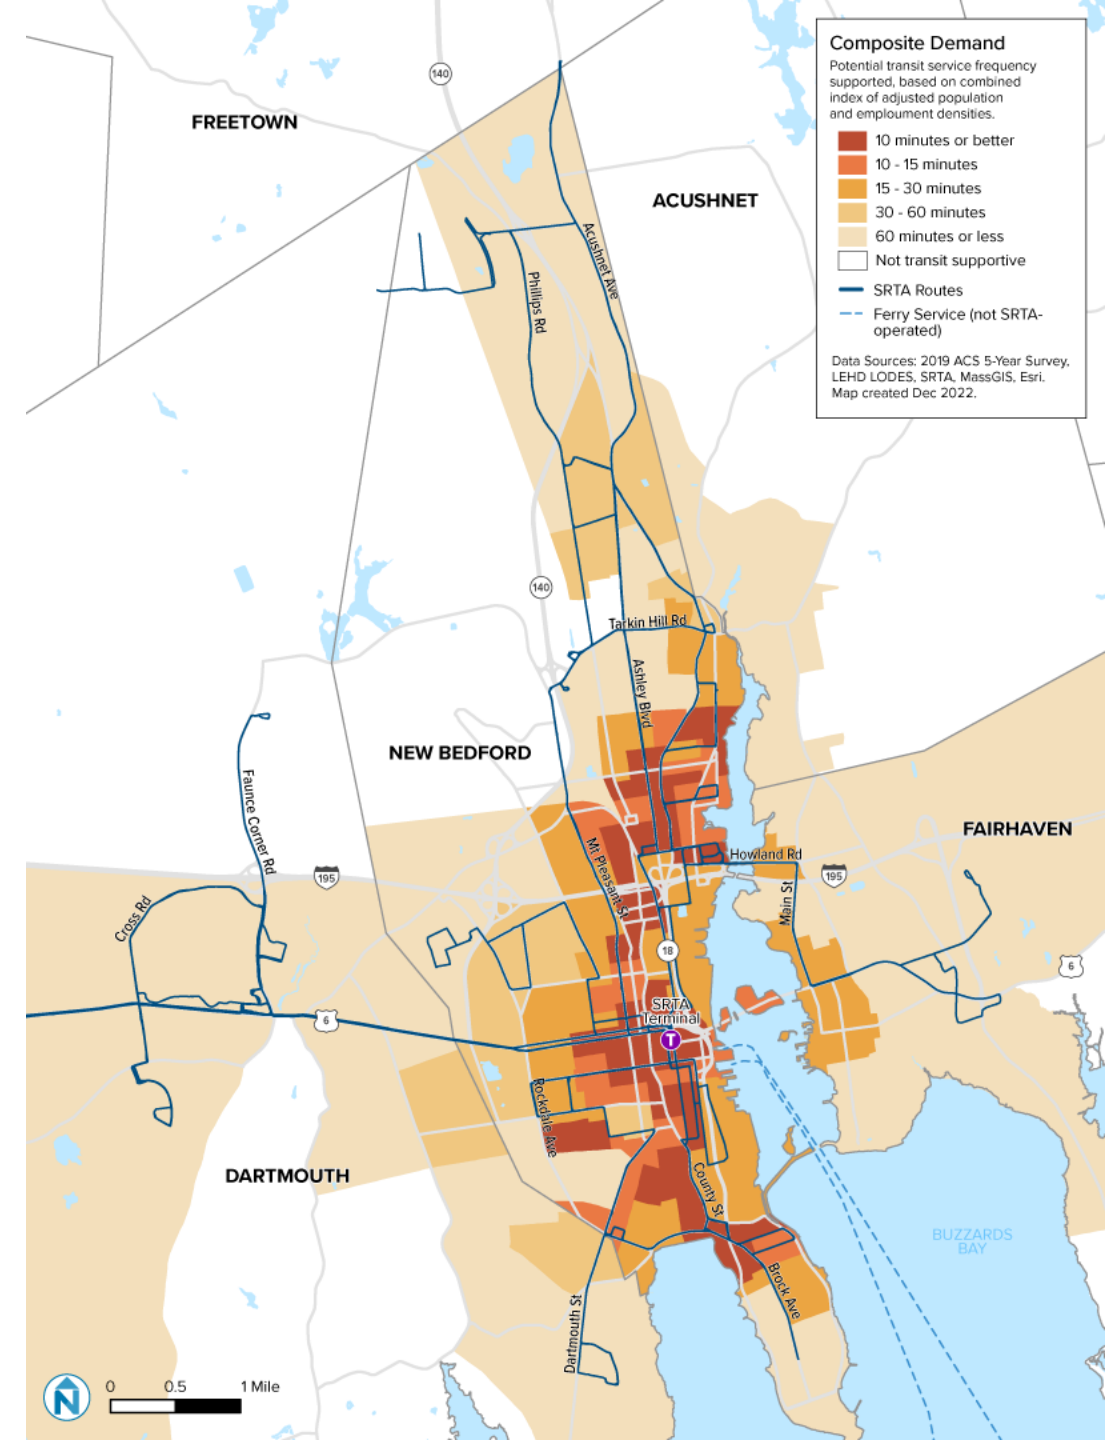 Composite Demand
Potential transit service frequency
supported, based on combined
index of adjusted population
and emploument densities.
10 minutes or better
10 - 15 minutes
15 - 30 minutes
30 - 60 minutes
60 minutes or less
Not transit supportive
SRTA Routes
Ferry Service (not SRTA-
operated)
Data Sources: 2019 ACS 5-Year Survey,
LEHD LODES, SRTA, MassGIS, Esri.
Map created Dec 2022.
140
FREETOWN
ACUSHNET
Acushnet Ave
Phillips Rd
140
Tarkin Hill Rd
Ashley Blvd
NEW BEDFORD
Faunce Corner Rd
FAIRHAVEN
Mt Pleasant St
Howland Rd
195
195
Main St
Cross Rd
18
6
SRTA
Terminal
T
6
Rockdale Ave
DARTMOUTH
County St
BUZZARDS
BAY
Brock Ave
Dartmouth St
N
0 0.5 1 Mile